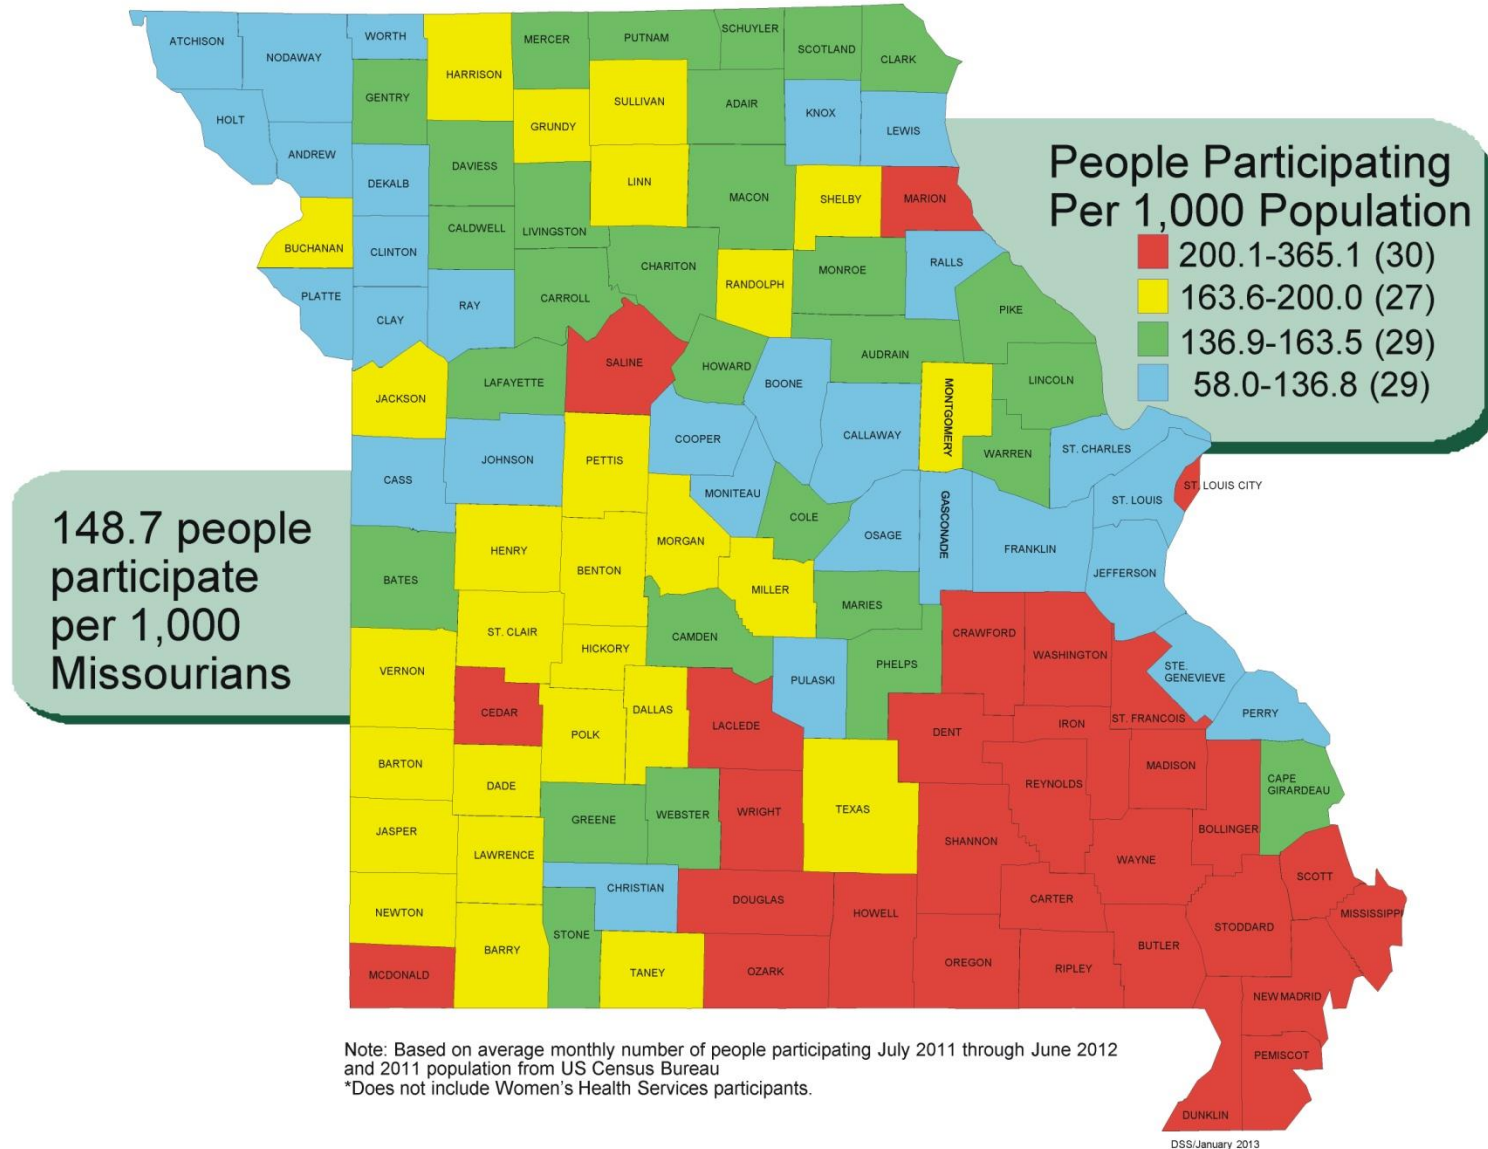 ATCHISON
NODAWAY
WORTH
HARRISON
MERCER
PUTNAM
SCHUYLER
SCOTLAND
CLARK
GENTRY
HOLT
ANDREW
DEKALB
DAVIESS
GRUNDY
SULLIVAN
ADAIR
KNOX
LEWIS
LINN
MACON
SHELBY
MARION
BUCHANAN
CLINTON
CALDWELL
LIVINGSTON
CHARITON
RANDOLPH
MONROE
RALLS
PLATTE
CLAY
RAY
CARROLL
PIKE
People Participating
Per 1,000 Population
200.1-365.1 (30)
163.6-200.0 (27)
136.9-163.5 (29)
58.0-136.8 (29)
JACKSON
LAFAYETTE
SALINE
HOWARD
BOONE
AUDRAIN
MONTGOMERY
LINCOLN
CASS
JOHNSON
PETTIS
COOPER
MONITEAU
CALLAWAY
WARREN
ST. CHARLES
ST. LOUIS
ST. LOUIS CITY
148.7 people
participate
per 1,000
Missourians
BATES
HENRY
BENTON
MORGAN
COLE
OSAGE
GASCONADE
FRANKLIN
JEFFERSON
MILLER
MARIES
ST. CLAIR
HICKORY
CAMDEN
PULASKI
PHELPS
CRAWFORD
WASHINGTON
STE.
GENEVIEVE
VERNON
CEDAR
POLK
DALLAS
LACLEDE
DENT
IRON
ST. FRANCOIS
PERRY
BARTON
DADE
GREENE
WEBSTER
WRIGHT
TEXAS
REYNOLDS
MADISON
CAPE
GIRARDEAU
JASPER
LAWRENCE
SHANNON
WAYNE
BOLLINGER
SCOTT
NEWTON
CHRISTIAN
DOUGLAS
HOWELL
CARTER
STODDARD
MISSISSIPPI
MCDONALD
BARRY
STONE
TANEY
OZARK
OREGON
RIPLEY
BUTLER
NEW MADRID
PEMISCOT
DUNKLIN
Note: Based on average monthly number of people participating July 2011 through June 2012
and 2011 population from US Census Bureau
*Does not include Women's Health Services participants.
DSS/January 2013